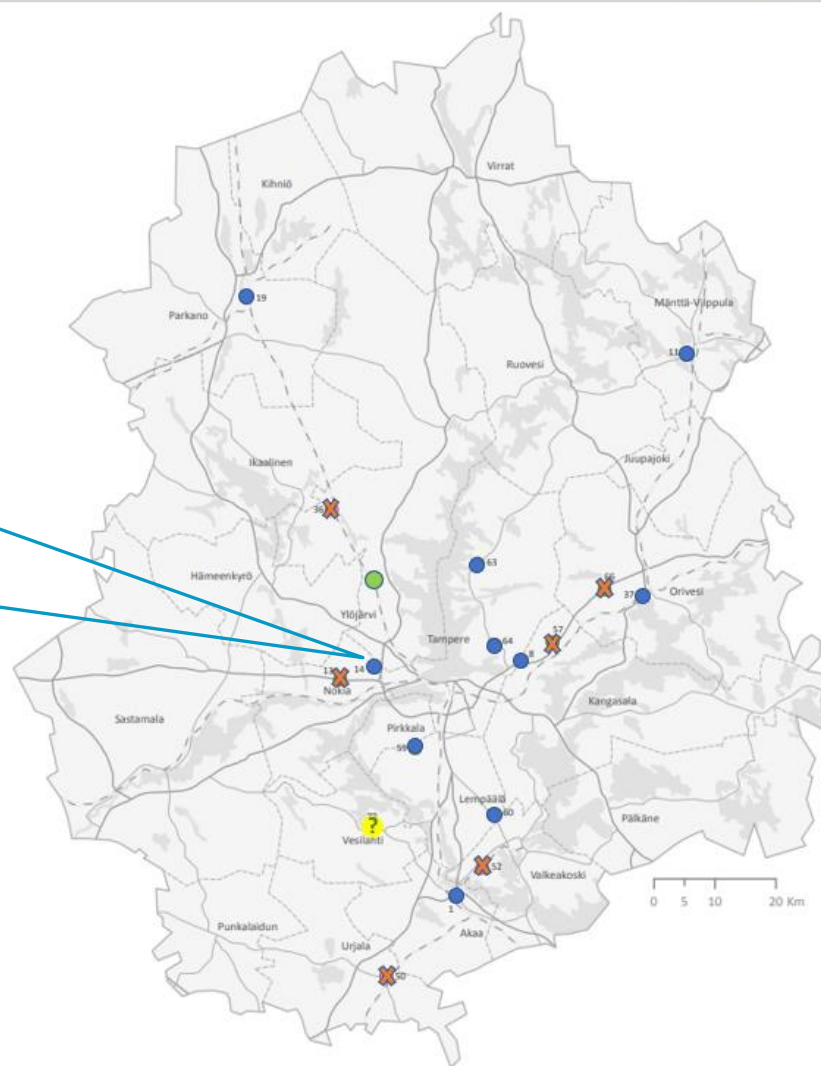 Virrat
Kihniö
19
Mänttä-Vilppula
Parkano
11
Ruovesi
Juupajoki
Ikaalinen
36
63
Hämeenkyrö
66
Orivesi
37
Ylöjärvi
57
Tampere
64
8
14
Nokia
Kangasala
Sastamala
Pirkkala
59
Lempäälä
60
Pälkäne
?
Vesilahti
52
Valkeakoski
0 5 10 20 Km
1
Punkalaidun
Akaa
Urjala
50